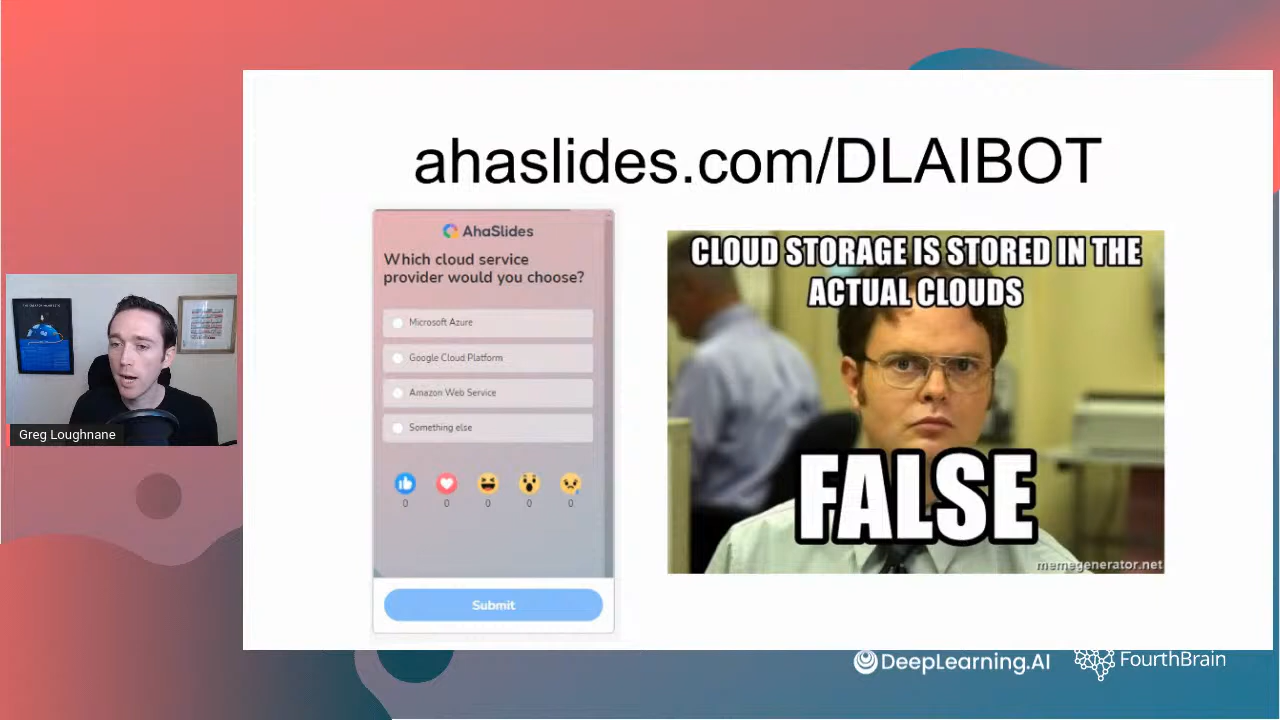 ahaslides.com/DLAIBOT
AhaSlides
Which cloud service
provider would you choose?
Microsoft Azure
Google Cloud Platform
Amazon Web Service
Something else
0 0 0 0 0
Submit
CLOUD STORAGE IS STORED IN THE
ACTUAL CLOUDS
FALSE
memegenerator.net
Greg Loughnane
DeepLearning.AI
FourthBrain